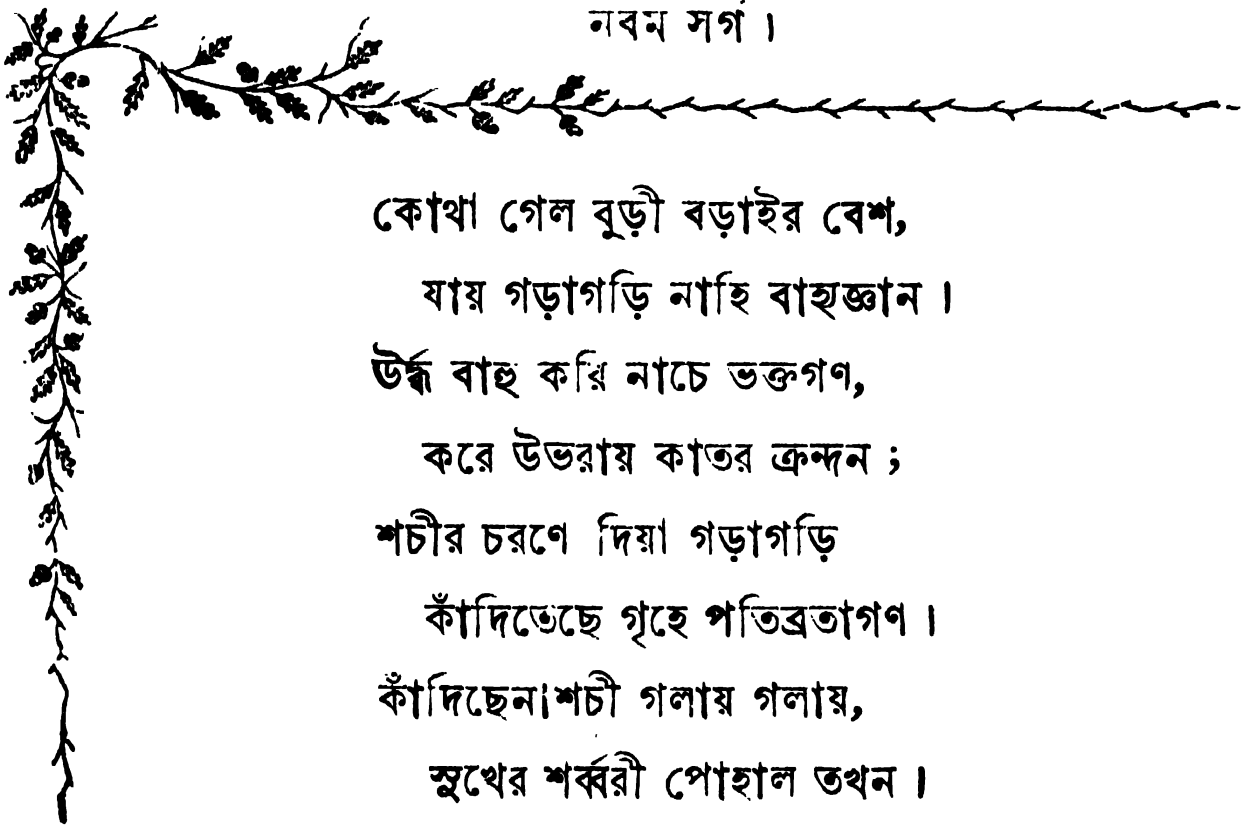 নবম সর্গ।
কোথা গেল বুড়ী বড়াইর বেশ,
যায় গড়াগড়ি নাহি বাহ্যজ্ঞান।
ঊর্দ্ধ বাহু করি নাচে ভক্তগণ,
করে উভরায় কাতর ক্রন্দন;
শচীর চরণে দিয়া গড়াগড়ি
কাঁদিতেছে গৃহে পতিব্রতাগণ।
কাঁদিছেন।শচী গলায় গলায়,
সুখের শর্ব্বরী পোহাল তখন।